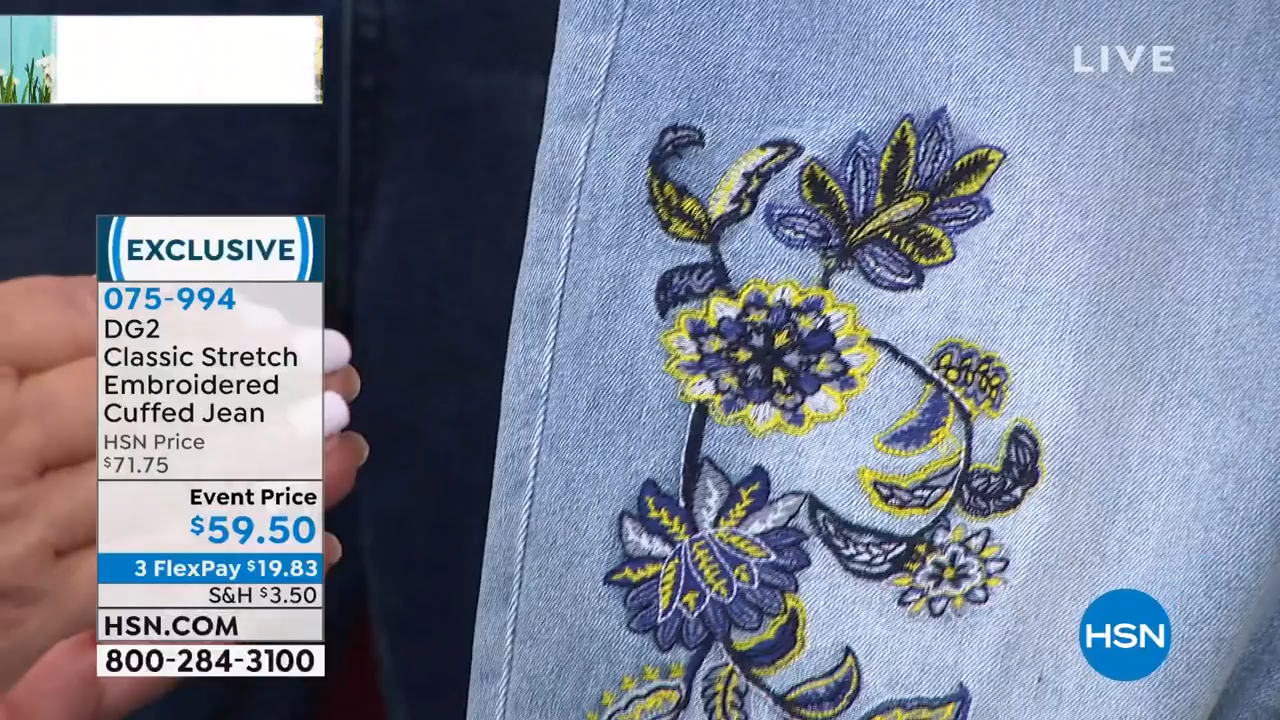 LIVE
EXCLUSIVE
075-994
DG2
Classic Stretch
Embroidered
Cuffed Jean
HSN Price
$71.75
Event Price
$59.50
3 FlexPay $19.83
S&H $3.50
HSN.COM
800-284-3100
HSN